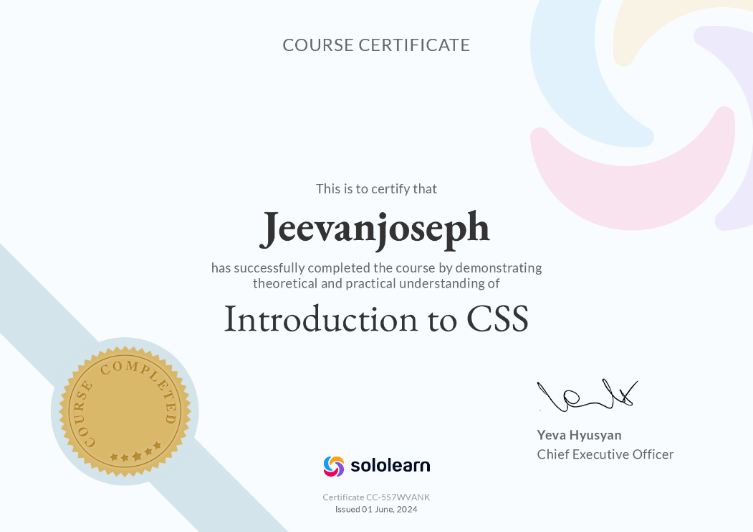 COURSE CERTIFICATE
This is to certify that
Jeevanjoseph
has successfully completed the course by demonstrating
theoretical and practical understanding of
Introduction to CSS
COURSE COMPLETED
Yeva Hyusyan
Chief Executive Officer
sololearn
Certificate CC-557WVANK
Issued 01 June, 2024